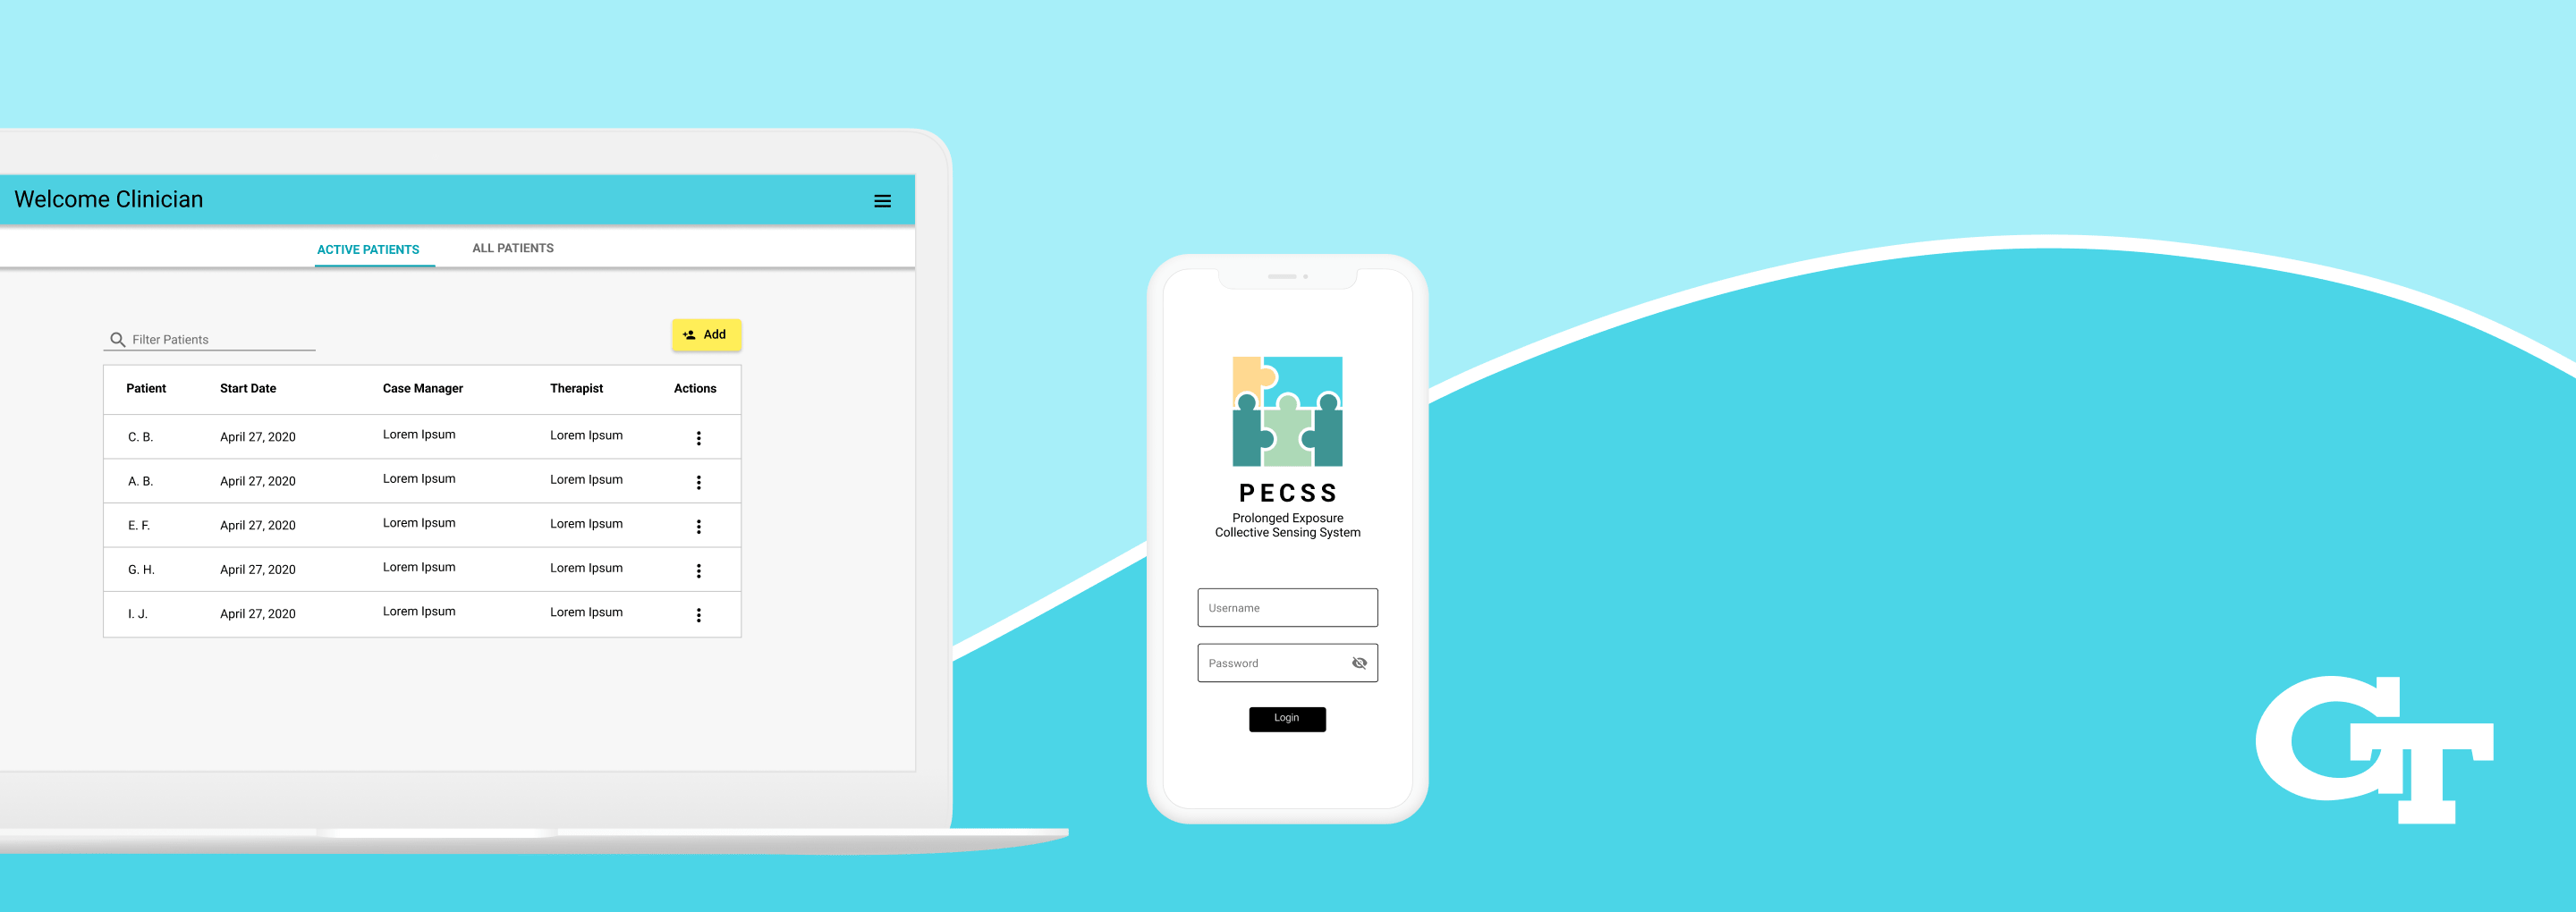 Welcome Clinician
ACTIVE PATIENTS ALL PATIENTS
Filter Patients Add
Patient Start Date Case Manager Therapist Actions
C. B. April 27, 2020 Lorem Ipsum Lorem Ipsum
A. B. April 27, 2020 Lorem Ipsum Lorem Ipsum
E. F. April 27, 2020 Lorem Ipsum Lorem Ipsum
G. H. April 27, 2020 Lorem Ipsum Lorem Ipsum
I. J. April 27, 2020 Lorem Ipsum Lorem Ipsum
PECSS
Prolonged Exposure
Collective Sensing System
Username
Password
Login
GT